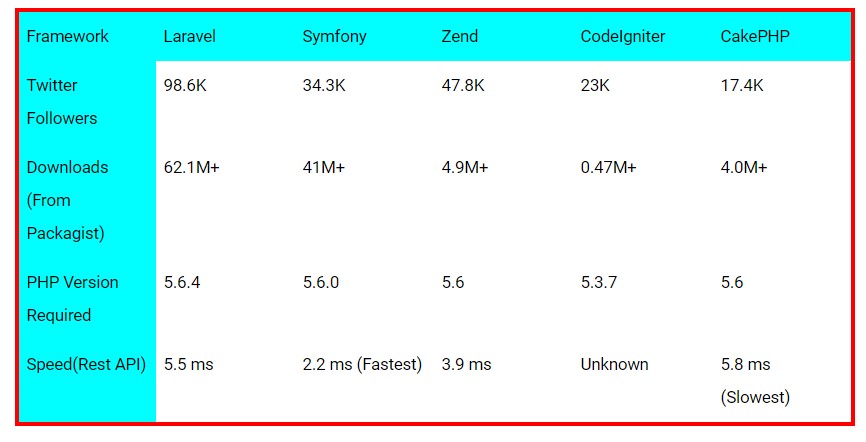 Framework Laravel Symfony Zend CodeIgniter CakePHP
Twitter 98.6K 34.3K 47.8K 23K 17.4K
Followers
Downloads 62.1M+ 41M+ 4.9M+ 0.47M+ 4.0M+
(From
Packagist)
PHP Version 5.6.4 5.6.0 5.6 5.3.7 5.6
Required
Speed(Rest API) 5.5 ms 2.2 ms (Fastest) 3.9 ms Unknown 5.8 ms
(Slowest)